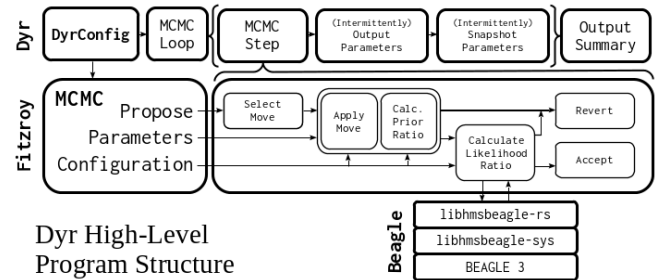 Dyr
DyrConfig
MCMC
Loop
MCMC
Step
(Intermittently)
Output
Parameters
(Intermittently)
Snapshot
Parameters
Output
Summary
Fitzroy
MCMC
Propose
Parameters
Configuration
Select
Move
Apply
Move
Calc.
Prior
Ratio
Calculate
Likelihood
Ratio
Revert
Accept
Beagle
libhmsbeagle-rs
libhmsbeagle-sys
BEAGLE 3
Dyr High-Level
Program Structure